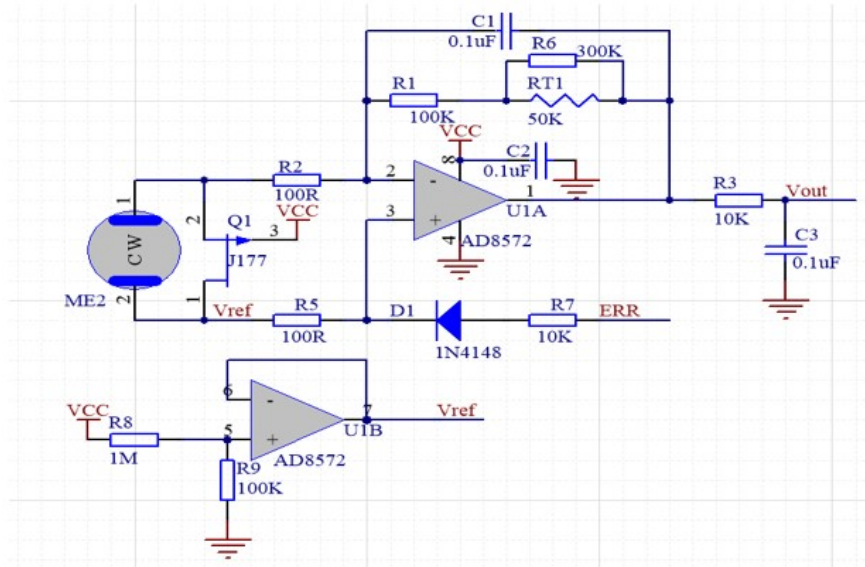 C1
0.1uF
R6
300K
R1
RT1
100K
50K
VCC
8
C2
0.1uF
R2
100R
2
-
1
R3
Vout
10K
1
2
Q1
VCC
3
J177
3
+
U1A
4
AD8572
C3
0.1uF
CW
ME2
2
1
Vref
R5
100R
D1
1N4148
R7
10K
ERR
6
-
7
Vref
VCC
R8
1M
5
+
U1B
AD8572
R9
100K